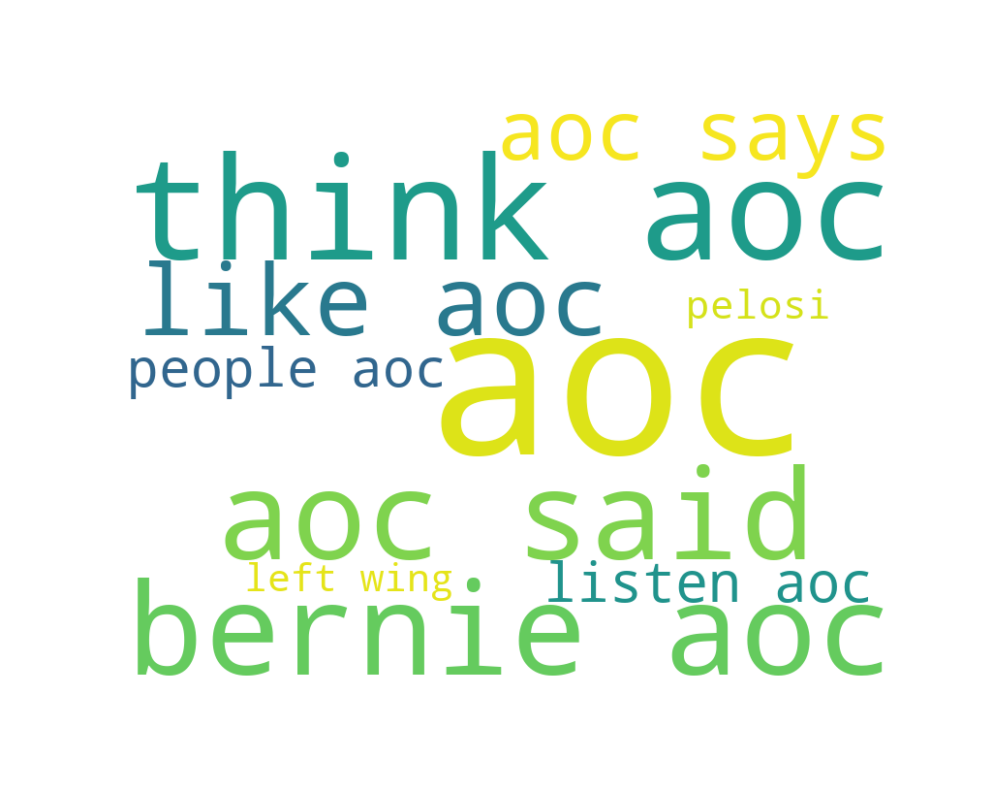 aoc says
think aoc
like aoc
pelosi
people aoc
aoc
aoc said
left wing
listen aoc
bernie aoc